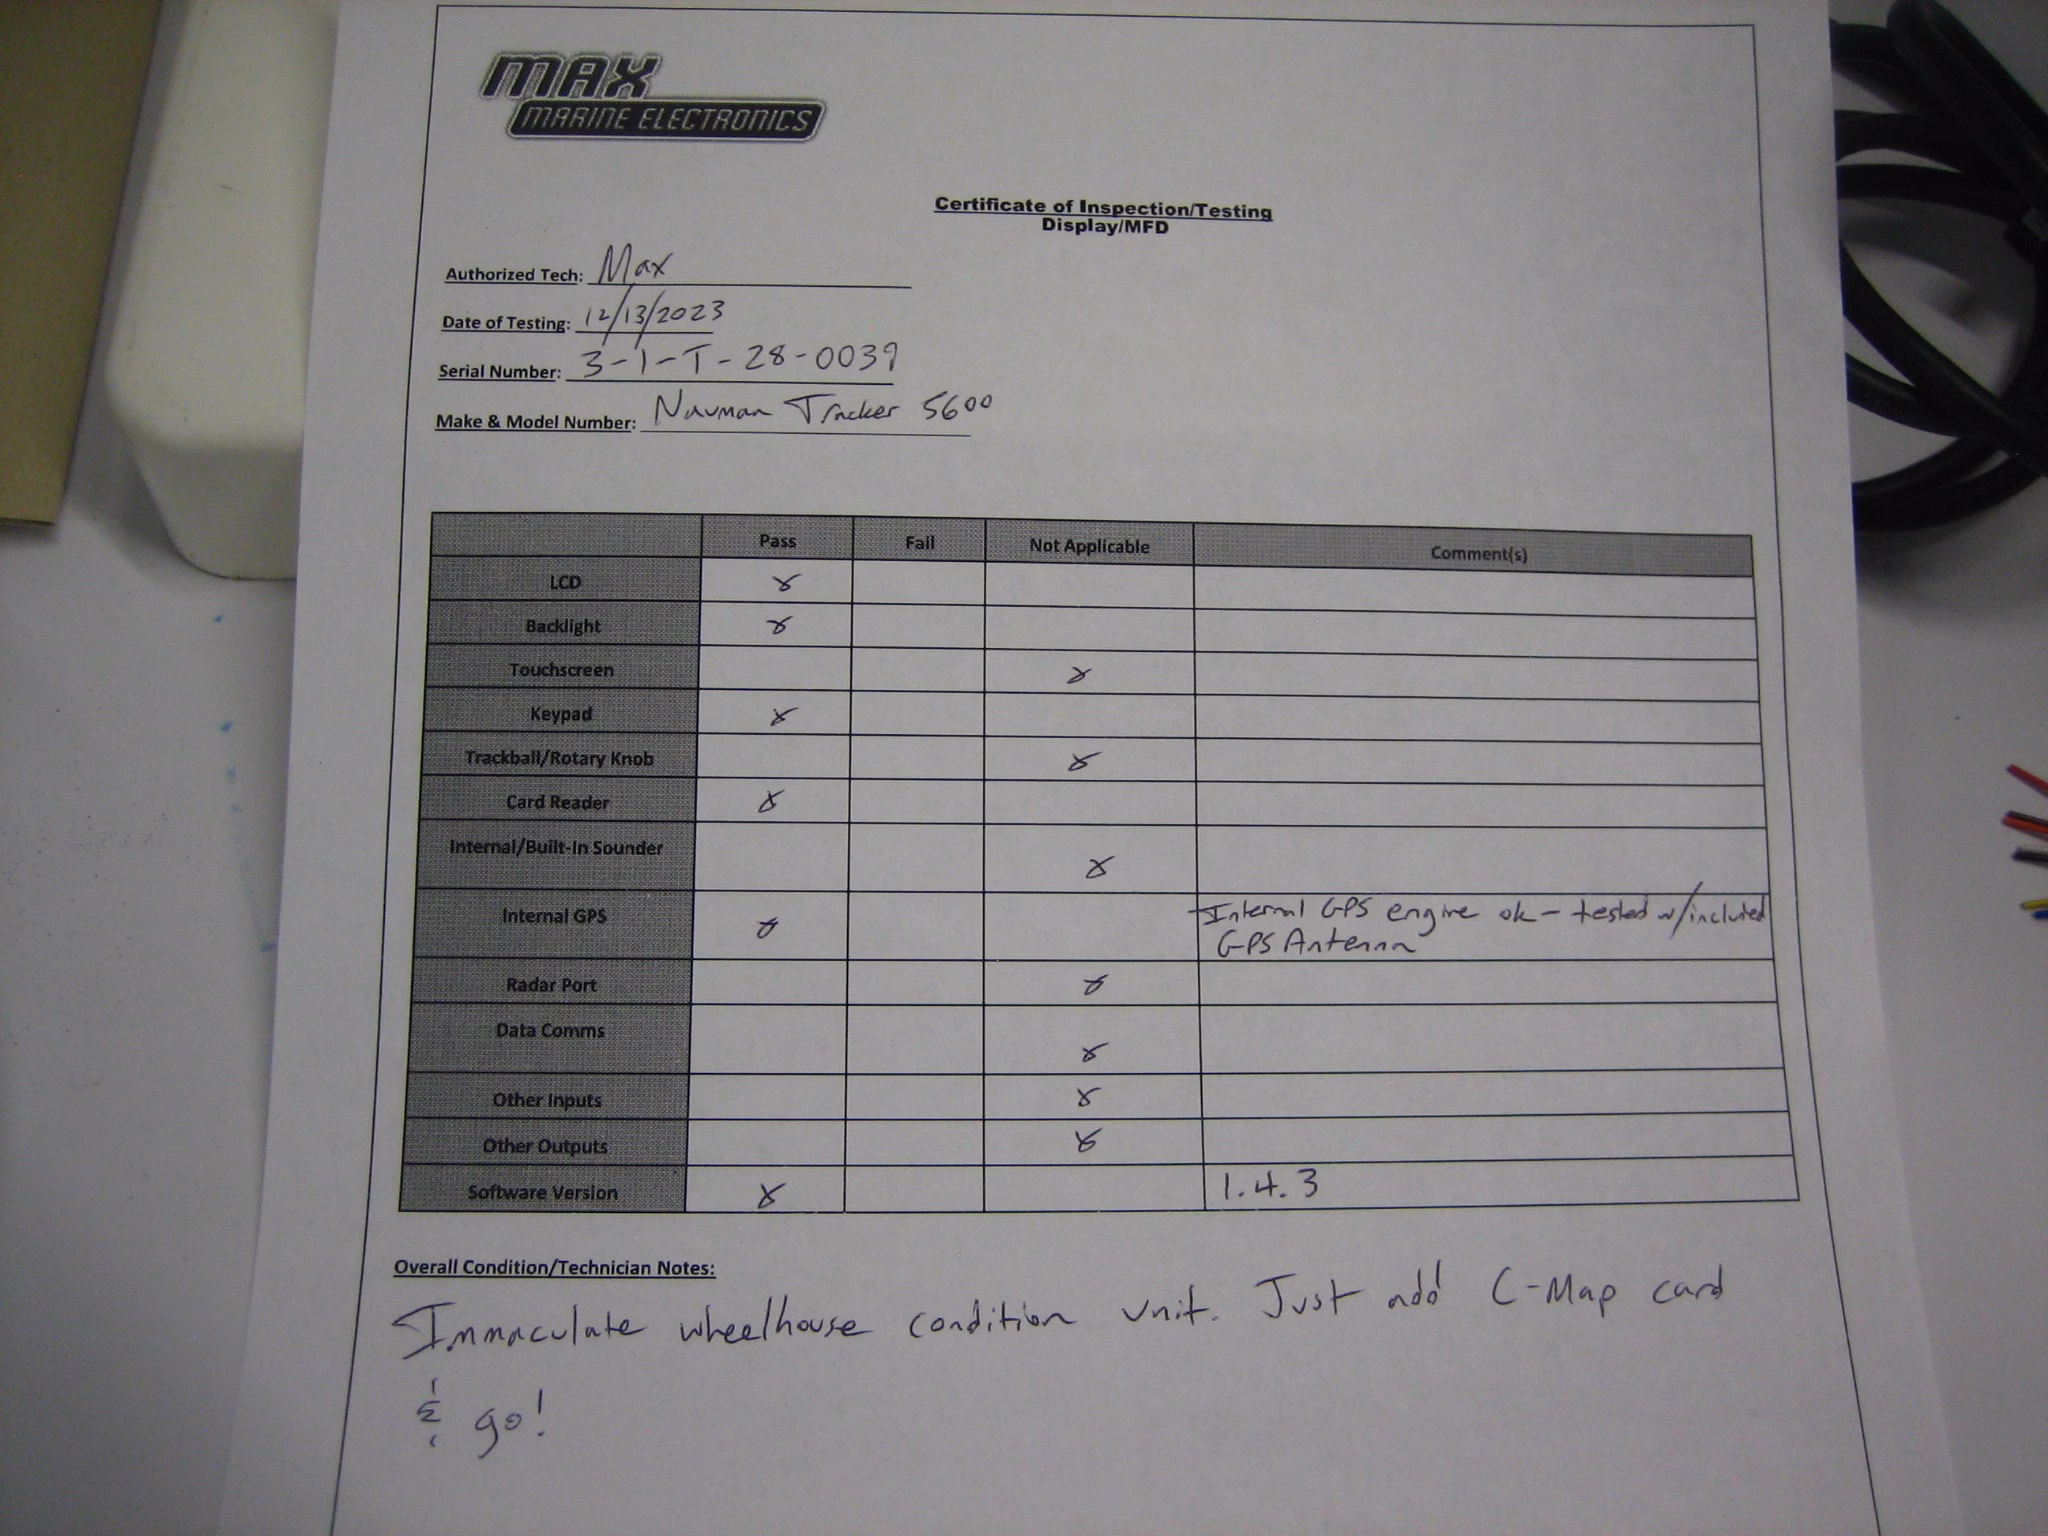 MAX
MARINE ELECTRONICS
Certificate of Inspection/Testing
Display/MFD
Authorized Tech: Max
Date of Testing: 12/13/2023
Serial Number: 3-1-T-28-0039
Make & Model Number: Navman Tracker 5600
Pass Fail Not Applicable Comment(s)
LCD x
Backlight x
Touchscreen x
Keypad x
Trackball/Rotary Knob x
Card Reader x
Internal/Built-In Sounder x
Internal GPS x Internal GPS engine ok - tested w/included
GPS Antenna
Radar Port x
Data Comms x
Other Inputs x
Other Outputs x
Software Version x 1.4.3
Overall Condition/Technician Notes:
Immaculate wheelhouse condition unit. Just add C-Map card
& go!